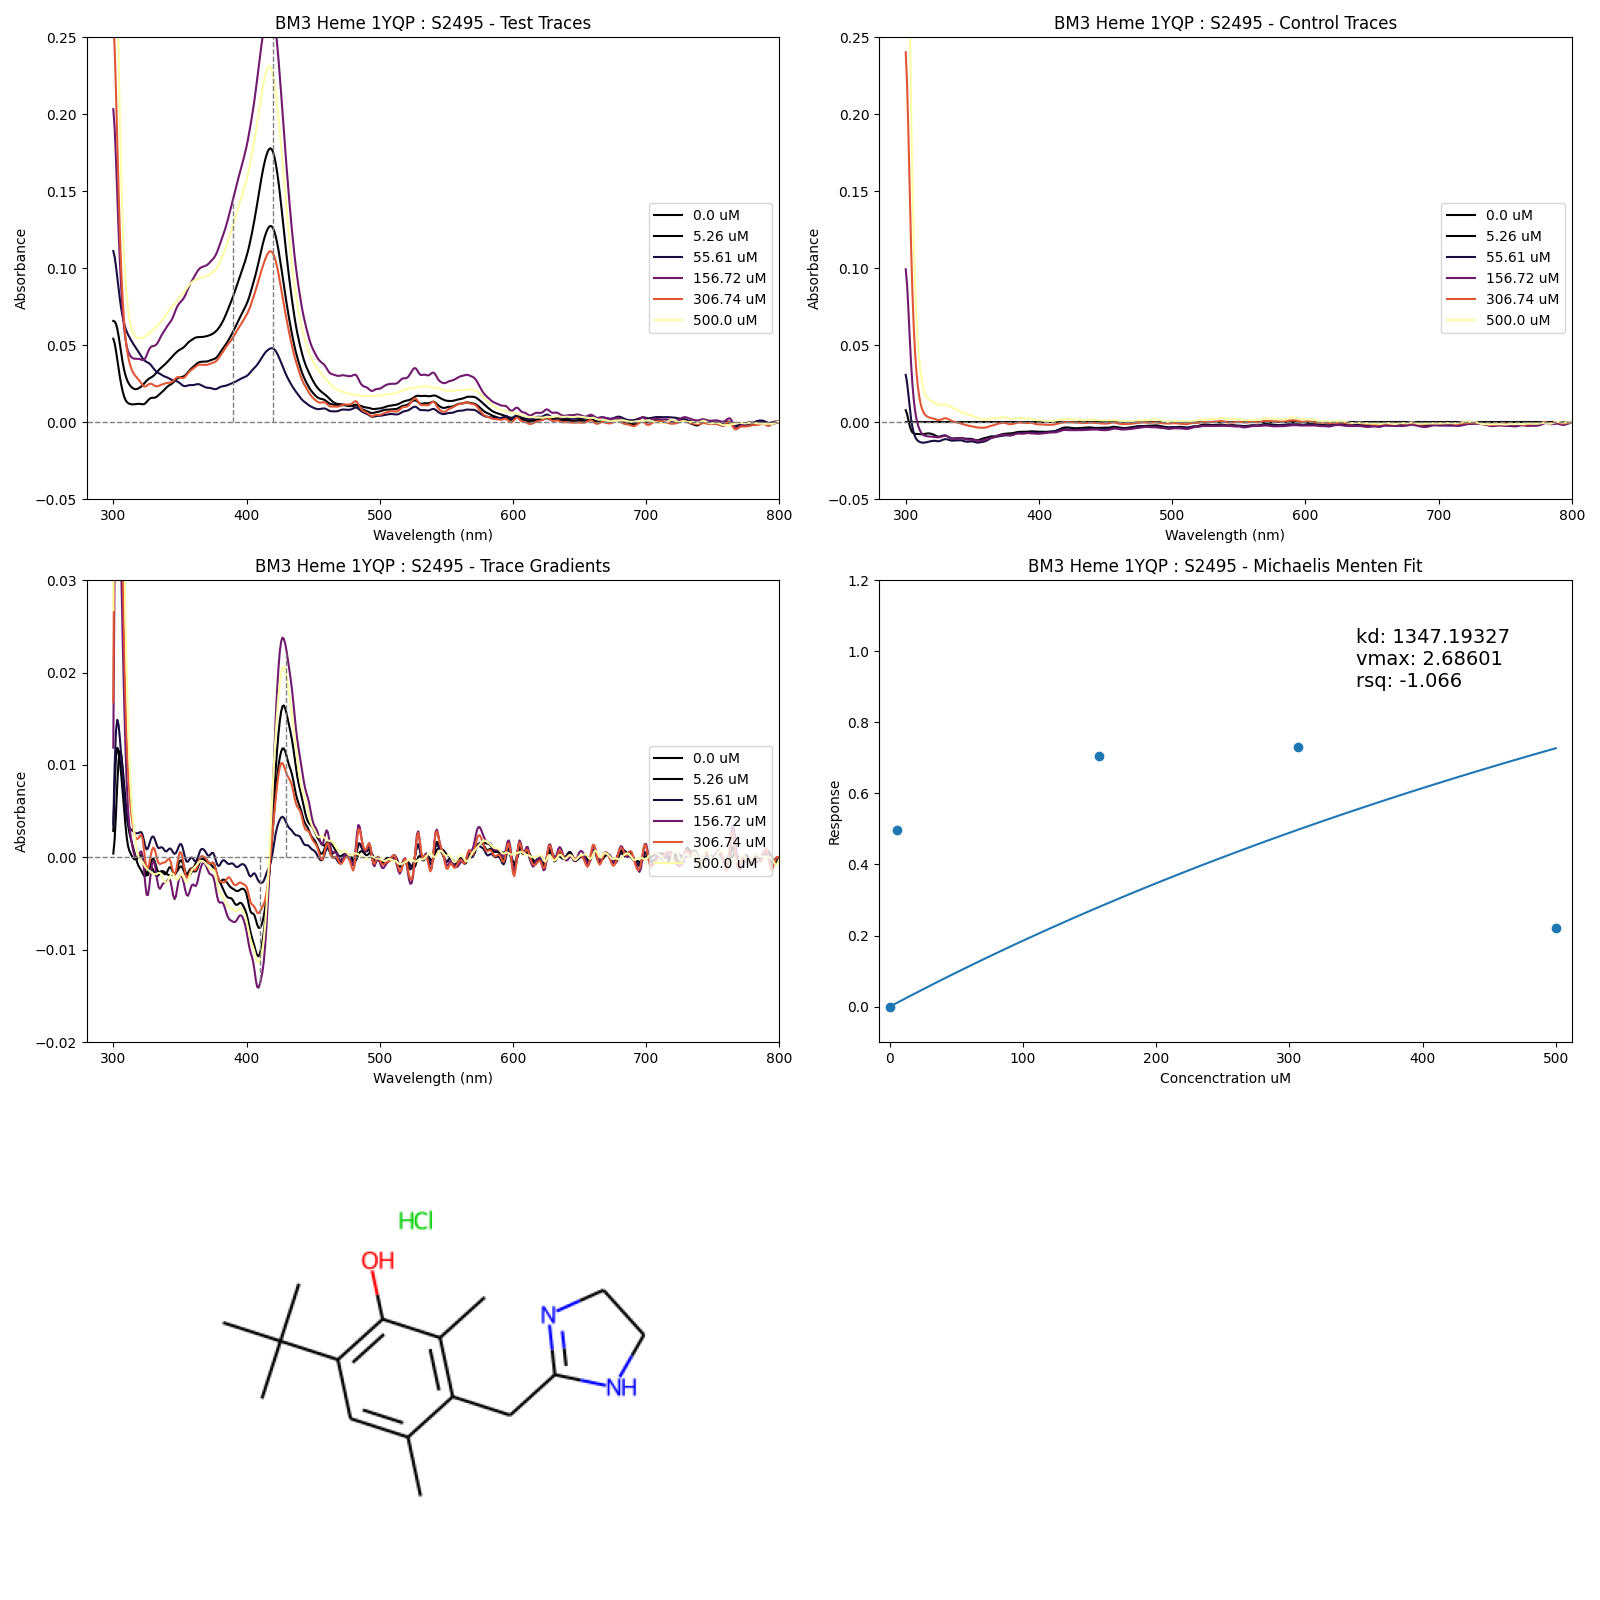 BM3 Heme 1YQP : S2495 - Test Traces
0.25
0.20
0.15
0.10
0.05
0.00
−0.05
Absorbance
300 400 500 600 700 800
Wavelength (nm)
0.0 uM
5.26 uM
55.61 uM
156.72 uM
306.74 uM
500.0 uM
BM3 Heme 1YQP : S2495 - Control Traces
0.25
0.20
0.15
0.10
0.05
0.00
−0.05
Absorbance
300 400 500 600 700 800
Wavelength (nm)
0.0 uM
5.26 uM
55.61 uM
156.72 uM
306.74 uM
500.0 uM
BM3 Heme 1YQP : S2495 - Trace Gradients
0.03
0.02
0.01
0.00
−0.01
−0.02
Absorbance
300 400 500 600 700 800
Wavelength (nm)
0.0 uM
5.26 uM
55.61 uM
156.72 uM
306.74 uM
500.0 uM
BM3 Heme 1YQP : S2495 - Michaelis Menten Fit
1.2
1.0
0.8
0.6
0.4
0.2
0.0
Response
0 100 200 300 400 500
Concenctration uM
kd: 1347.19327
vmax: 2.68601
rsq: -1.066
HCl
OH
N
NH